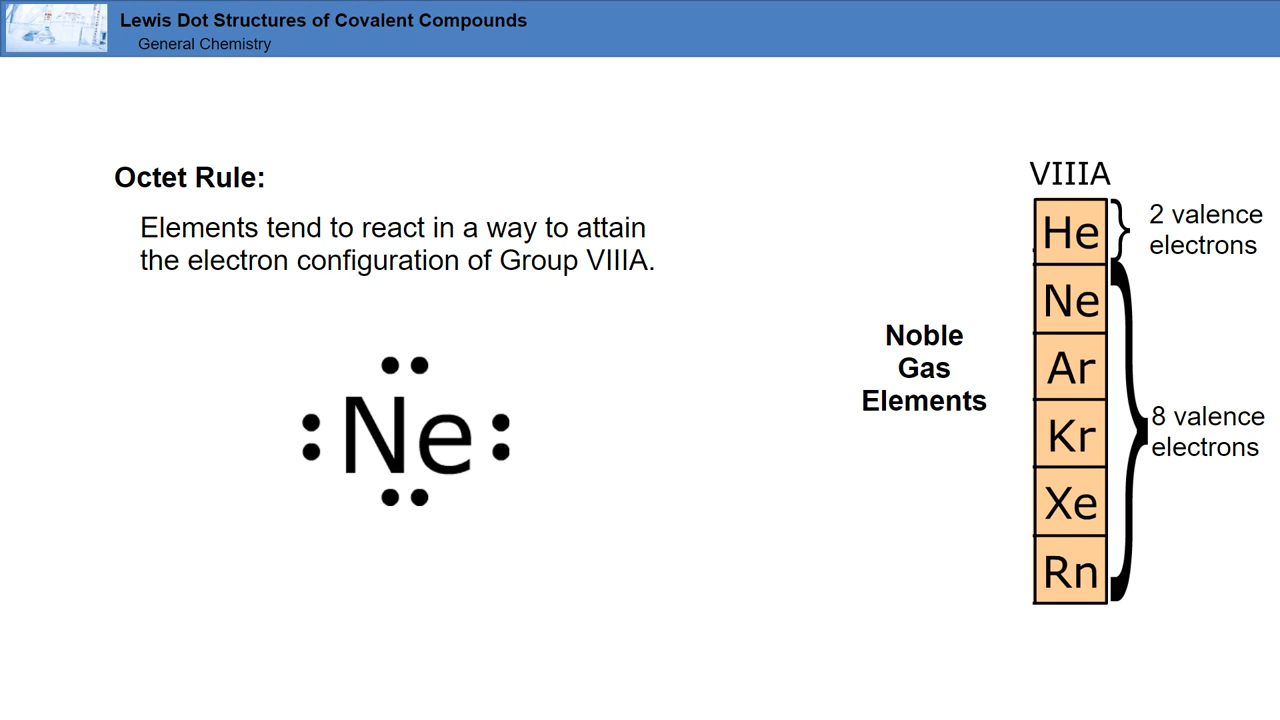 Lewis Dot Structures of Covalent Compounds
General Chemistry
Octet Rule:
Elements tend to react in a way to attain
the electron configuration of Group VIIIA.
Ne
Noble
Gas
Elements
VIIIA
He
Ne
Ar
Kr
Xe
Rn
2 valence
electrons
8 valence
electrons